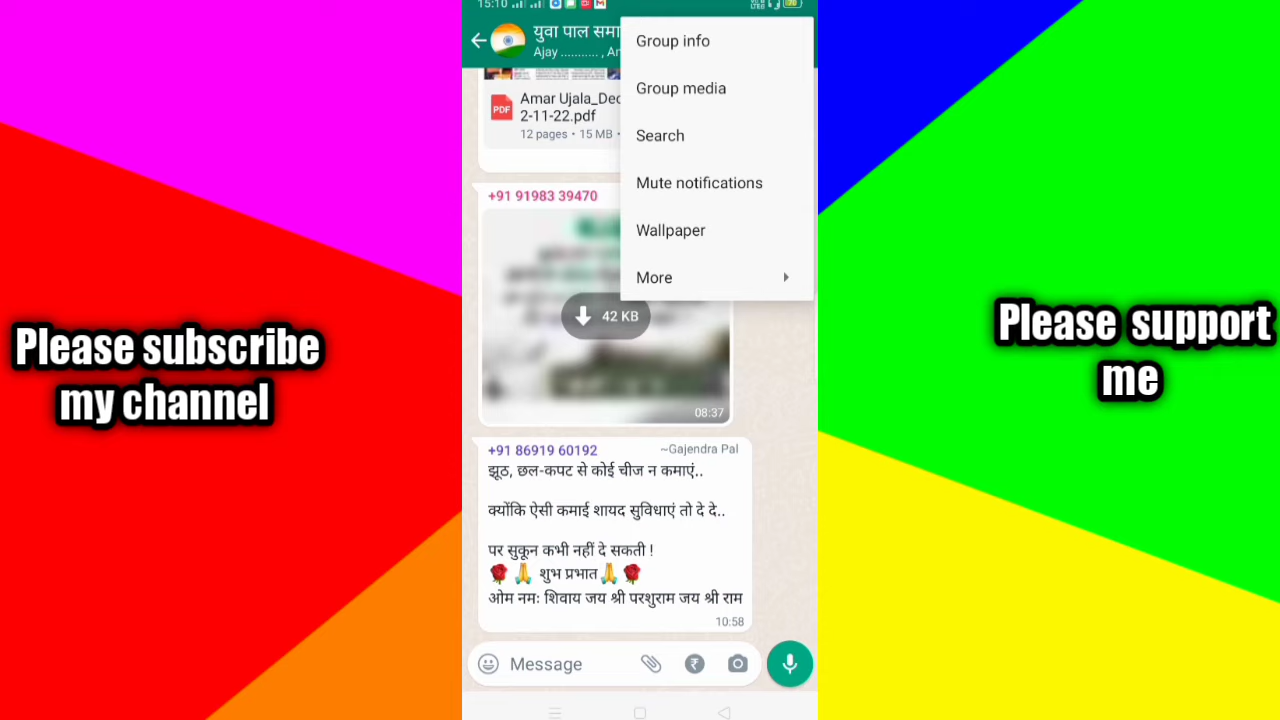 15:10
युवा पाल समा
Ajay ........... , Ar
Group info
Group media
Search
Mute notifications
Wallpaper
More
PDF
Amar Ujala_Dec
2-11-22.pdf
12 pages • 15 MB •
+91 91983 39470
42 KB
08:37
+91 86919 60192
~Gajendra Pal
झूठ, छल-कपट से कोई चीज न कमाएं..
क्योंकि ऐसी कमाई शायद सुविधाएं तो दे दे..
पर सुकून कभी नहीं दे सकती !
🌹🙏 शुभ प्रभात🙏🌹
ओम नमः शिवाय जय श्री परशुराम जय श्री राम
10:58
Message
Please subscribe
my channel
Please support
me